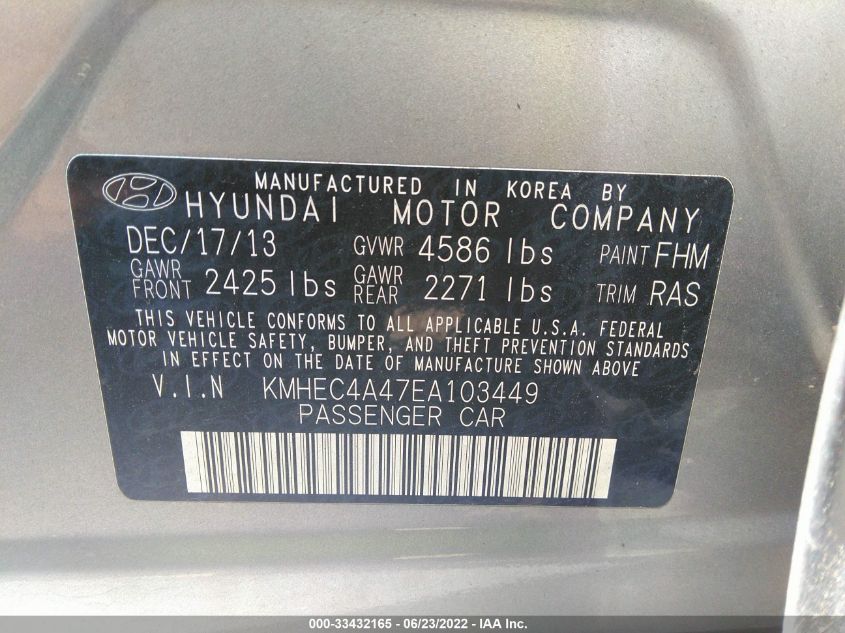 MANUFACTURED IN KOREA BY
HYUNDAI MOTOR COMPANY
DEC/17/13 GVWR 4586 lbs PAINT FHM
GAWR FRONT 2425 lbs GAWR REAR 2271 lbs TRIM RAS
THIS VEHICLE CONFORMS TO ALL APPLICABLE U.S.A. FEDERAL
MOTOR VEHICLE SAFETY, BUMPER, AND THEFT PREVENTION STANDARDS
IN EFFECT ON THE DATE OF MANUFACTURE SHOWN ABOVE.
V.I.N KMHEC4A47EA103449
PASSENGER CAR
000-33432165 - 06/23/2022 - IAA Inc.